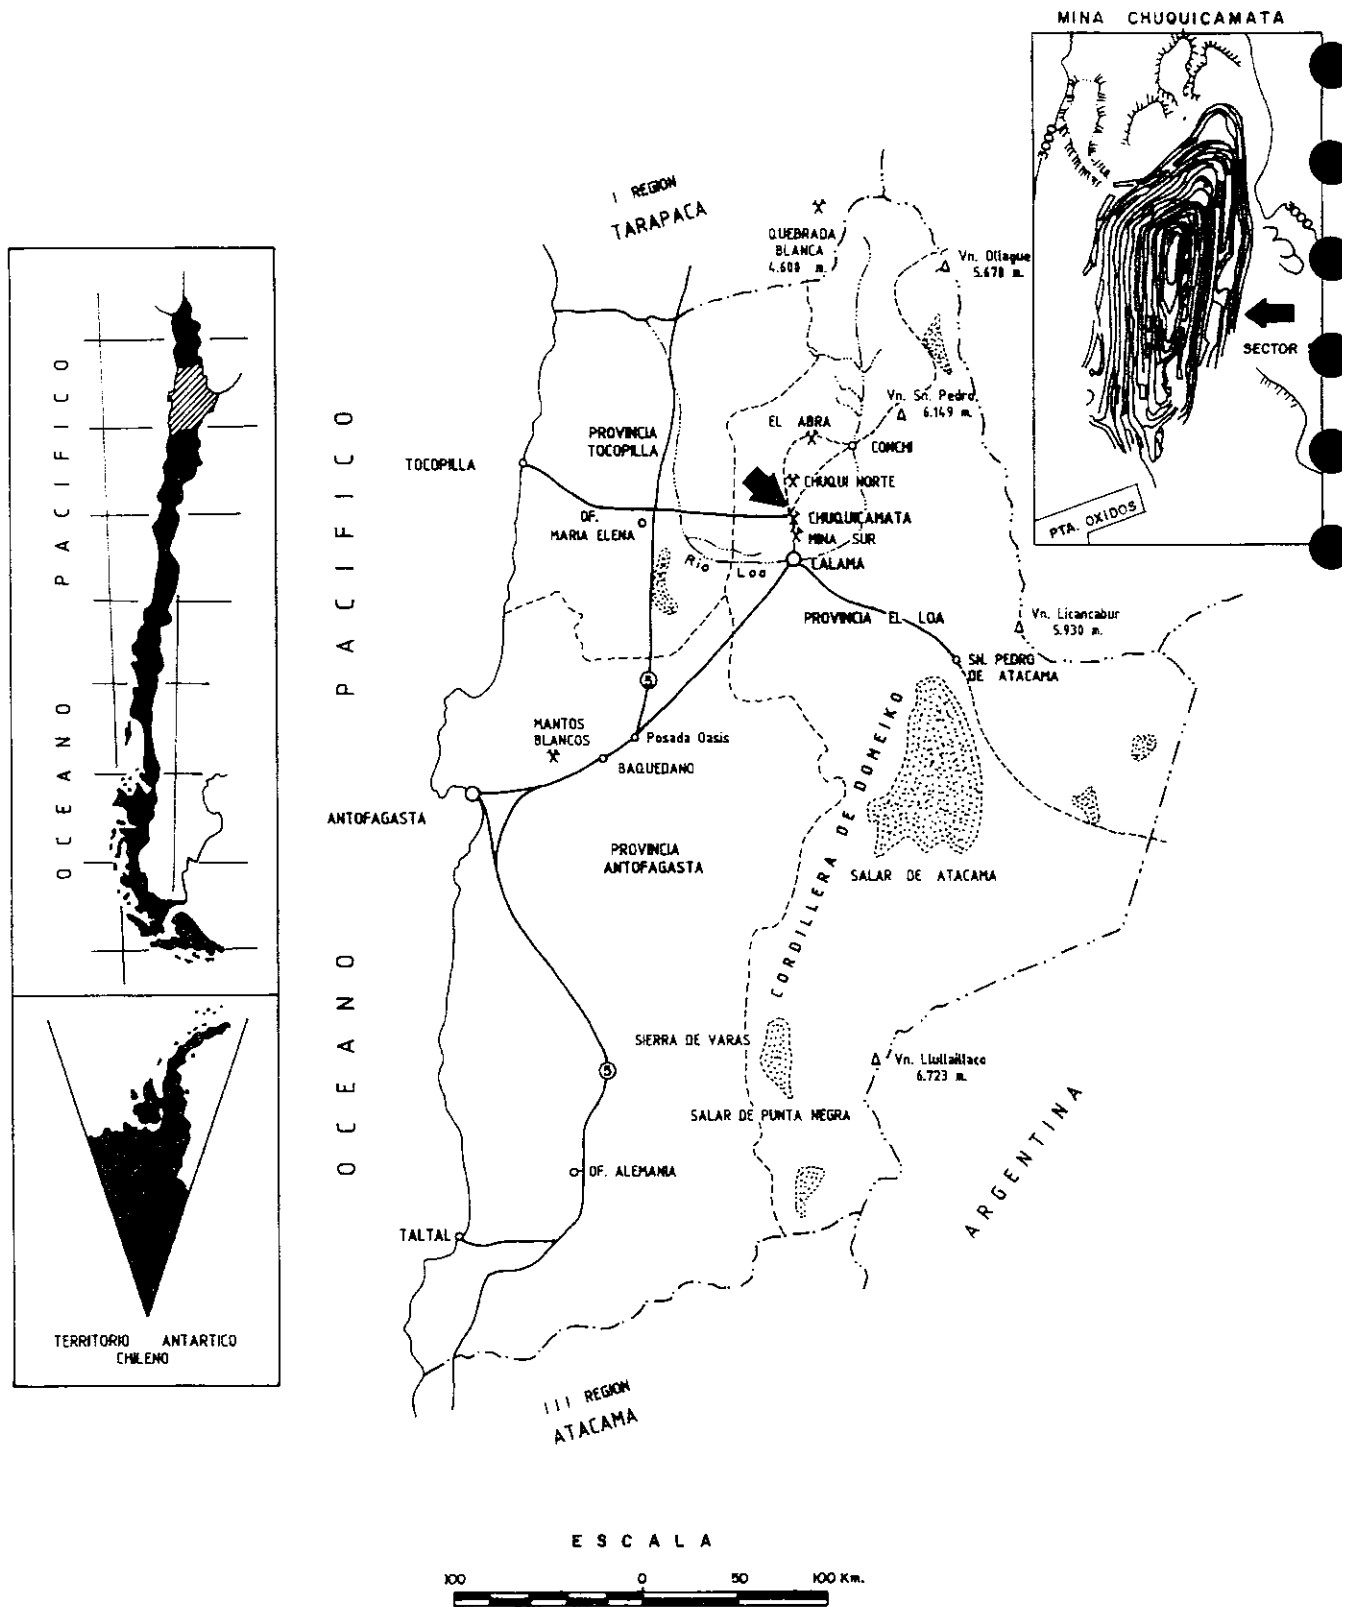 MINA CHUQUICAMATA
3000
3000
SECTOR
PTA. OXIDOS
I REGION
TARAPACA
QUEBRADA
BLANCA
4.600 m.
Vn. Ollague
5.670 m.
Vn. Sn. Pedro
6.149 m.
EL ABRA
CONCHI
PROVINCIA
TOCOPILLA
TOCOPILLA
CHUQUI NORTE
CHUQUICAMATA
OF.
MARIA ELENA
MINA SUR
Rio Loa
CALAMA
PROVINCIA EL LOA
Vn. Licancabur
5.930 m.
SN. PEDRO
DE ATACAMA
5
MANTOS
BLANCOS
Posada Oasis
BAQUEDANO
ANTOFAGASTA
PROVINCIA
ANTOFAGASTA
CORDILLERA DE DOMEIKO
SALAR DE ATACAMA
SIERRA DE VARAS
5
Vn. Llullaillaco
6.723 m.
SALAR DE PUNTA NEGRA
OF. ALEMANIA
TALTAL
ARGENTINA
OCEANO PACIFICO
OCEANO PACIFICO
TERRITORIO ANTARTICO
CHILENO
III REGION
ATACAMA
ESCALA
100 0 50 100 Km.